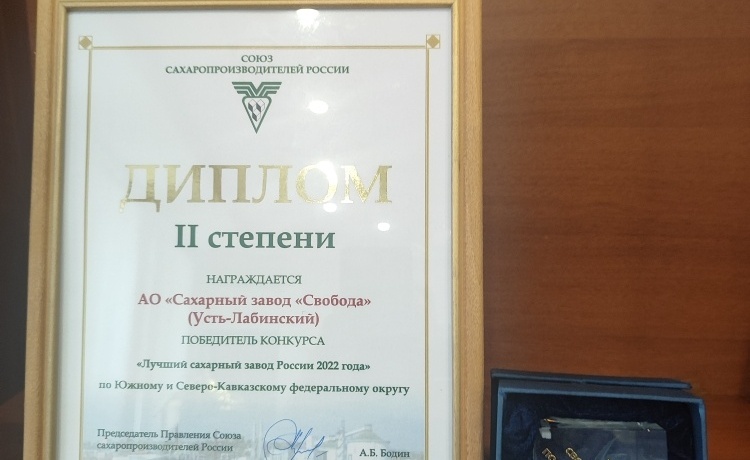 СОЮЗ
САХАРОПРОИЗВОДИТЕЛЕЙ РОССИИ
ДИПЛОМ
II степени
НАГРАЖДАЕТСЯ
АО «Сахарный завод «Свобода»
(Усть-Лабинский)
ПОБЕДИТЕЛЬ КОНКУРСА
«Лучший сахарный завод России 2022 года»
по Южному и Северо-Кавказскому федеральному округу
Председатель Правления Союза
сахаропроизводителей России
А.Б. Бодин